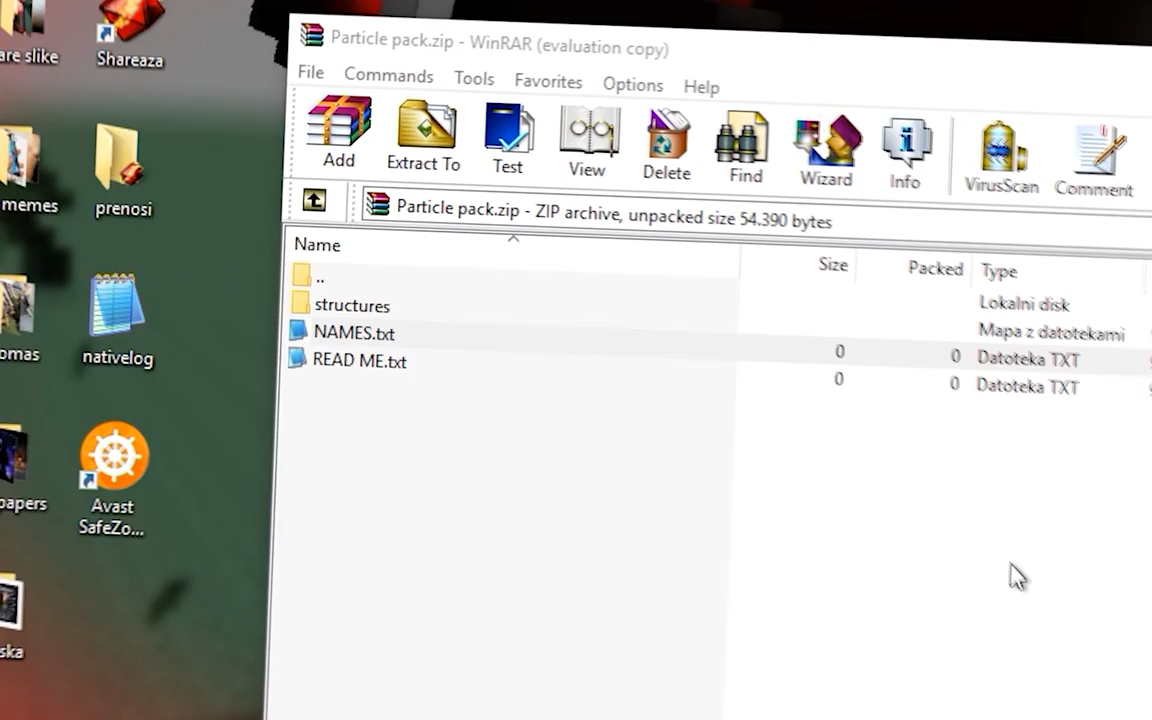 Particle pack.zip - WinRAR (evaluation copy)
File Commands Tools Favorites Options Help
Add Extract To Test View Delete Find Wizard Info VirusScan Comment
Particle pack.zip - ZIP archive, unpacked size 54.390 bytes
Name Size Packed Type
..
Lokalni disk
structures
Mapa z datotekami
NAMES.txt 0 0 Datoteka TXT
READ ME.txt 0 0 Datoteka TXT
are slike
Shareaza
memes
prenosi
omas
nativelog
papers
Avast
SafeZo...
ska